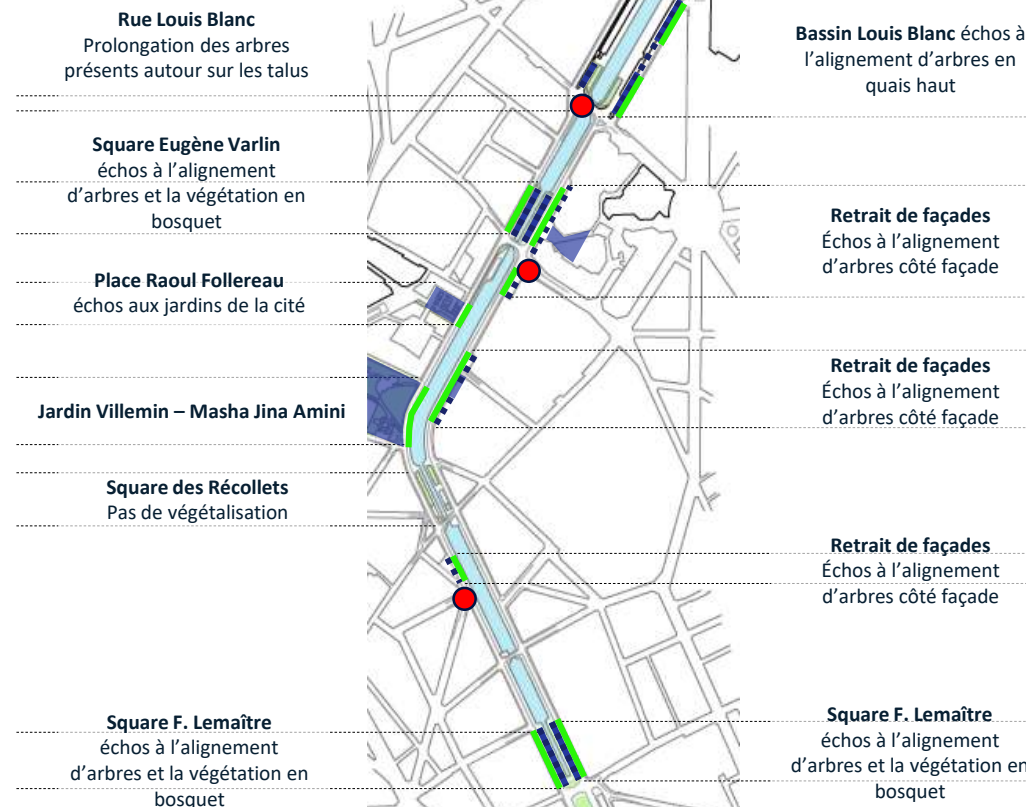 Rue Louis Blanc
Prolongation des arbres
présents autour sur les talus
Square Eugène Varlin
échos à l’alignement
d’arbres et la végétation en
bosquet
Place Raoul Follereau
échos aux jardins de la cité
Jardin Villemin – Masha Jina Amini
Square des Récollets
Pas de végétalisation
Square F. Lemaître
échos à l’alignement
d’arbres et la végétation en
bosquet
Bassin Louis Blanc échos à
l’alignement d’arbres en
quais haut
Retrait de façades
Échos à l’alignement
d’arbres côté façade
Retrait de façades
Échos à l’alignement
d’arbres côté façade
Retrait de façades
Échos à l’alignement
d’arbres côté façade
Square F. Lemaître
échos à l’alignement
d’arbres et la végétation en
bosquet